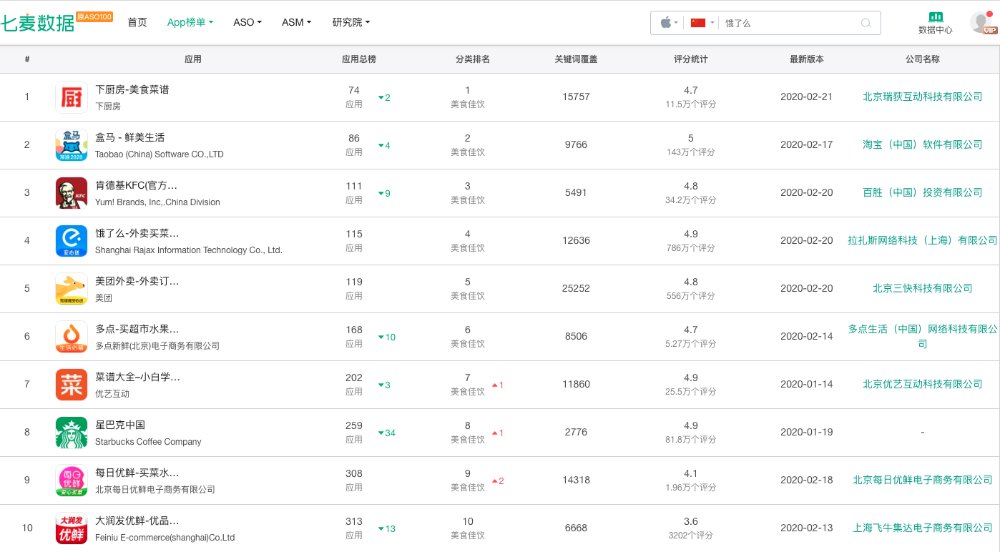 七麦数据 原ASO100 首页 App榜单 ASO ASM 研究院 饿了么 数据中心 VIP
# 应用 应用总榜 分类排名 关键词覆盖 评分统计 最新版本 公司名称
1 厨 下厨房-美食菜谱 74 2 1 15757 4.7 2020-02-21 北京瑞荻互动科技有限公司
下厨房 应用 美食佳饮 11.5万个评分
2 盒马 盒马 - 鲜美生活 86 4 2 9766 5 2020-02-17 淘宝（中国）软件有限公司
加油2020 Taobao (China) Software CO.,LTD 应用 美食佳饮 143万个评分
3 KFC 肯德基KFC(官方... 111 9 3 5491 4.8 2020-02-20 百胜（中国）投资有限公司
Yum! Brands, Inc,.China Division 应用 美食佳饮 34.2万个评分
4 饿了么-外卖买菜... 115 4 12636 4.9 2020-02-20 拉扎斯网络科技（上海）有限公司
安心送 Shanghai Rajax Information Technology Co., Ltd. 应用 美食佳饮 786万个评分
5 美团外卖-外卖订... 119 5 25252 4.8 2020-02-20 北京三快科技有限公司
美团 应用 美食佳饮 556万个评分
6 多点-买超市水果... 168 10 6 8506 4.7 2020-02-14 多点生活（中国）网络科技有限公司
生活必备 多点新鲜(北京)电子商务有限公司 应用 美食佳饮 5.27万个评分
7 菜 菜谱大全–小白学... 202 3 7 1 11860 4.9 2020-01-14 北京优艺互动科技有限公司
优艺互动 应用 美食佳饮 25.5万个评分
8 星巴克中国 259 34 8 1 2776 4.9 2020-01-19 -
Starbucks Coffee Company 应用 美食佳饮 81.8万个评分
9 每日优鲜 每日优鲜-买菜水... 308 9 2 14318 4.1 2020-02-18 北京每日优鲜电子商务有限公司
安心买菜 北京每日优鲜电子商务有限公司 应用 美食佳饮 1.96万个评分
10 大润发 大润发优鲜-优品... 313 13 10 6668 3.6 2020-02-13 上海飞牛集达电子商务有限公司
优鲜 Feiniu E-commerce(shanghai)Co.Ltd 应用 美食佳饮 3202个评分